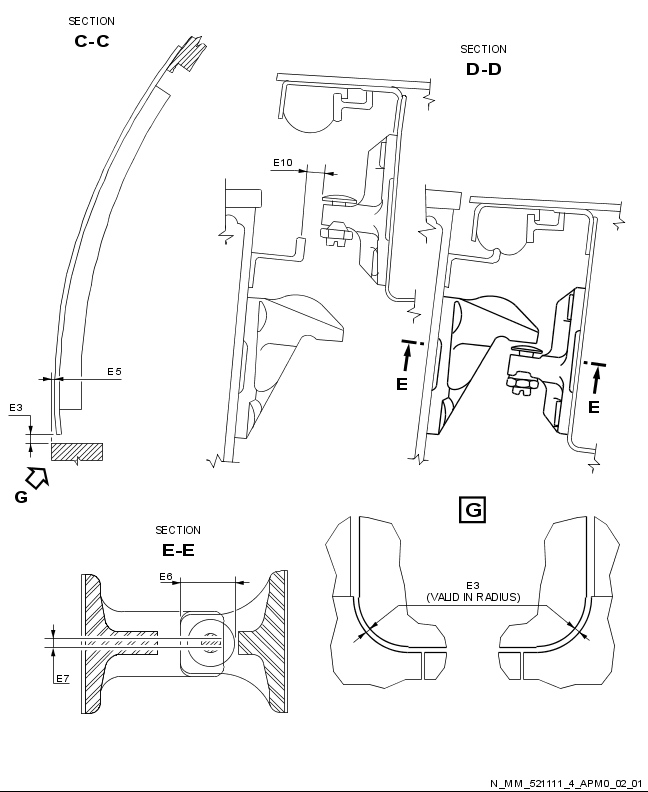 SECTION
C-C
SECTION
D-D
E10
E5
E3
G
E
E
G
SECTION
E-E
E6
E7
E3
(VALID IN RADIUS)
N_MM_521111_4_APM0_02_01